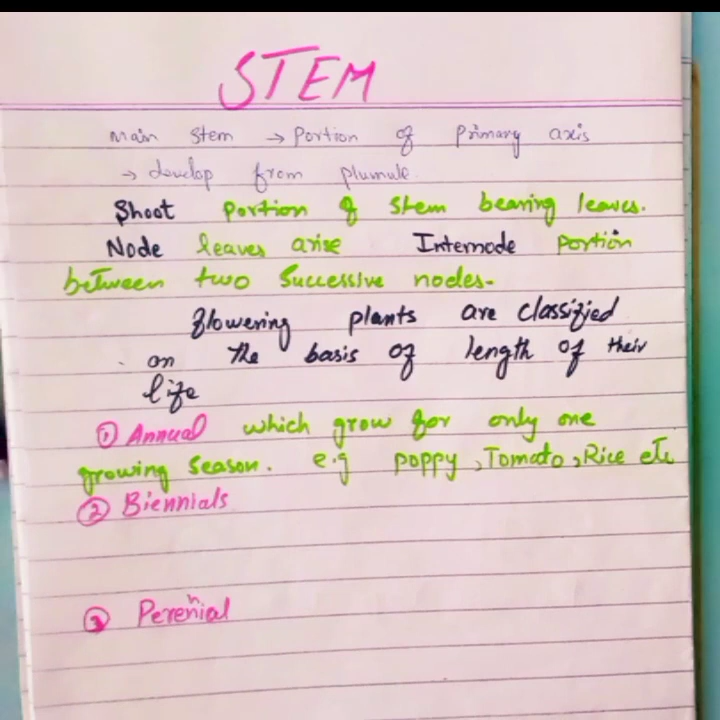 STEM
main stem → Portion of Primary axis
→ develop from plumule.
Shoot Portion of stem bearing leaves.
Node leaves arise Internode portion
between two Successive nodes-
flowering plants are classified
on the basis of length of their
life
① Annual which grow for only one
growing season. e.g poppy, Tomato, Rice etc
② Biennials
③ Perennial